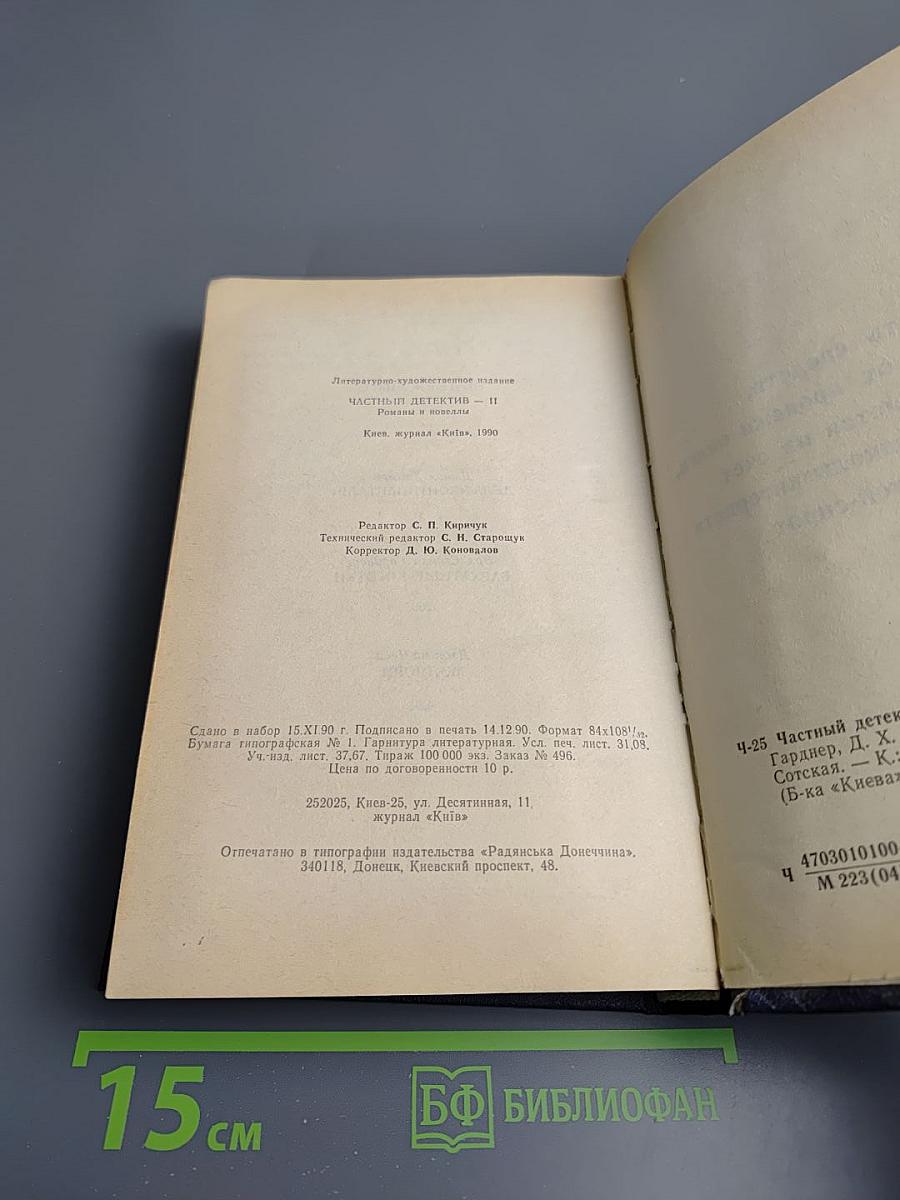 Литературно-художественное издание
ЧАСТНЫЙ ДЕТЕКТИВ — II
Романы и новеллы
Киев. журнал «Київ», 1990
Редактор С. П. Киричук
Технический редактор С. Н. Старощук
Корректор Д. Ю. Коновалов
Сдано в набор 15.XI.90 г. Подписано в печать 14.12.90. Формат 84х108¹/₃₂.
Бумага типографская № 1. Гарнитура литературная. Усл. печ. лист. 31,08.
Уч.-изд. лист. 37,67. Тираж 100 000 экз. Заказ № 496.
Цена по договоренности 10 р.
252025, Киев-25, ул. Десятинная, 11,
журнал «Київ»
Отпечатано в типографии издательства «Радянська Донеччина».
340118, Донецк, Киевский проспект, 48.
Ч-25 Частный детек
Гарднер, Д. Х.
Сотская. — К.:
(Б-ка «Киева»
Ч 4703010100
М 223(04
15 см
БФ БИБЛИОФАН